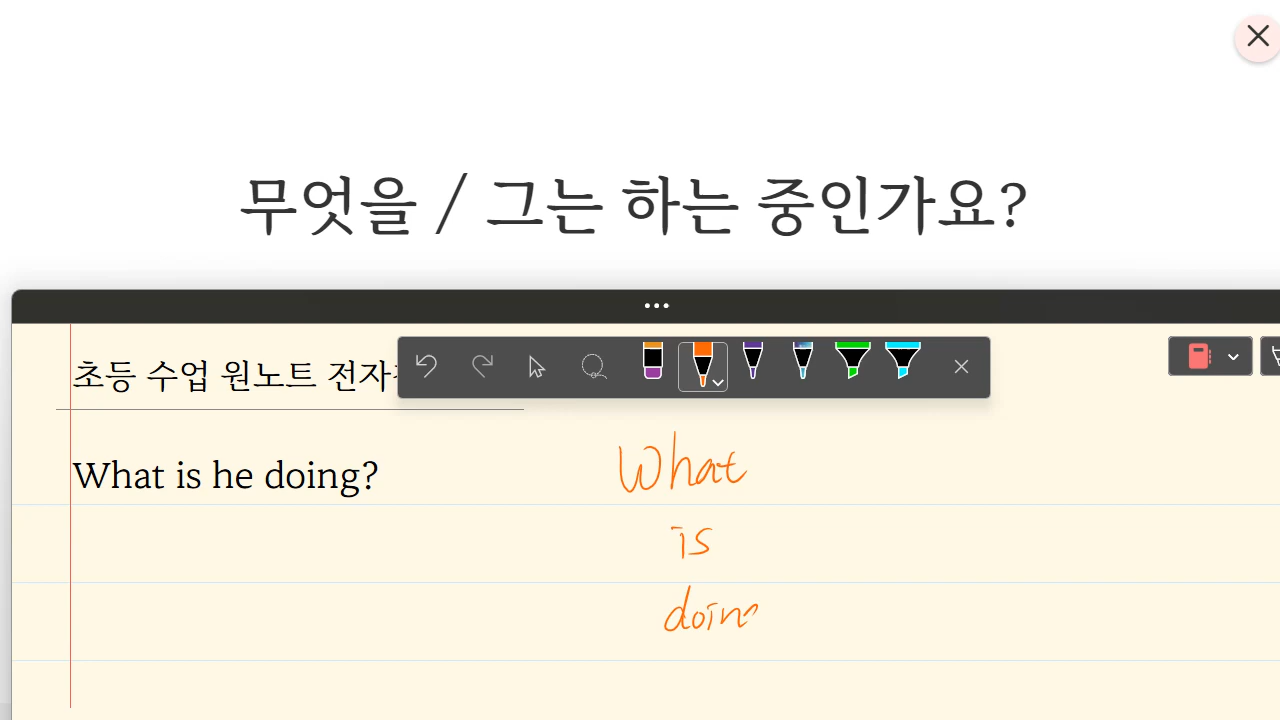 무엇을 / 그는 하는 중인가요?
초등 수업 원노트 전자
What is he doing?
What
is
doin